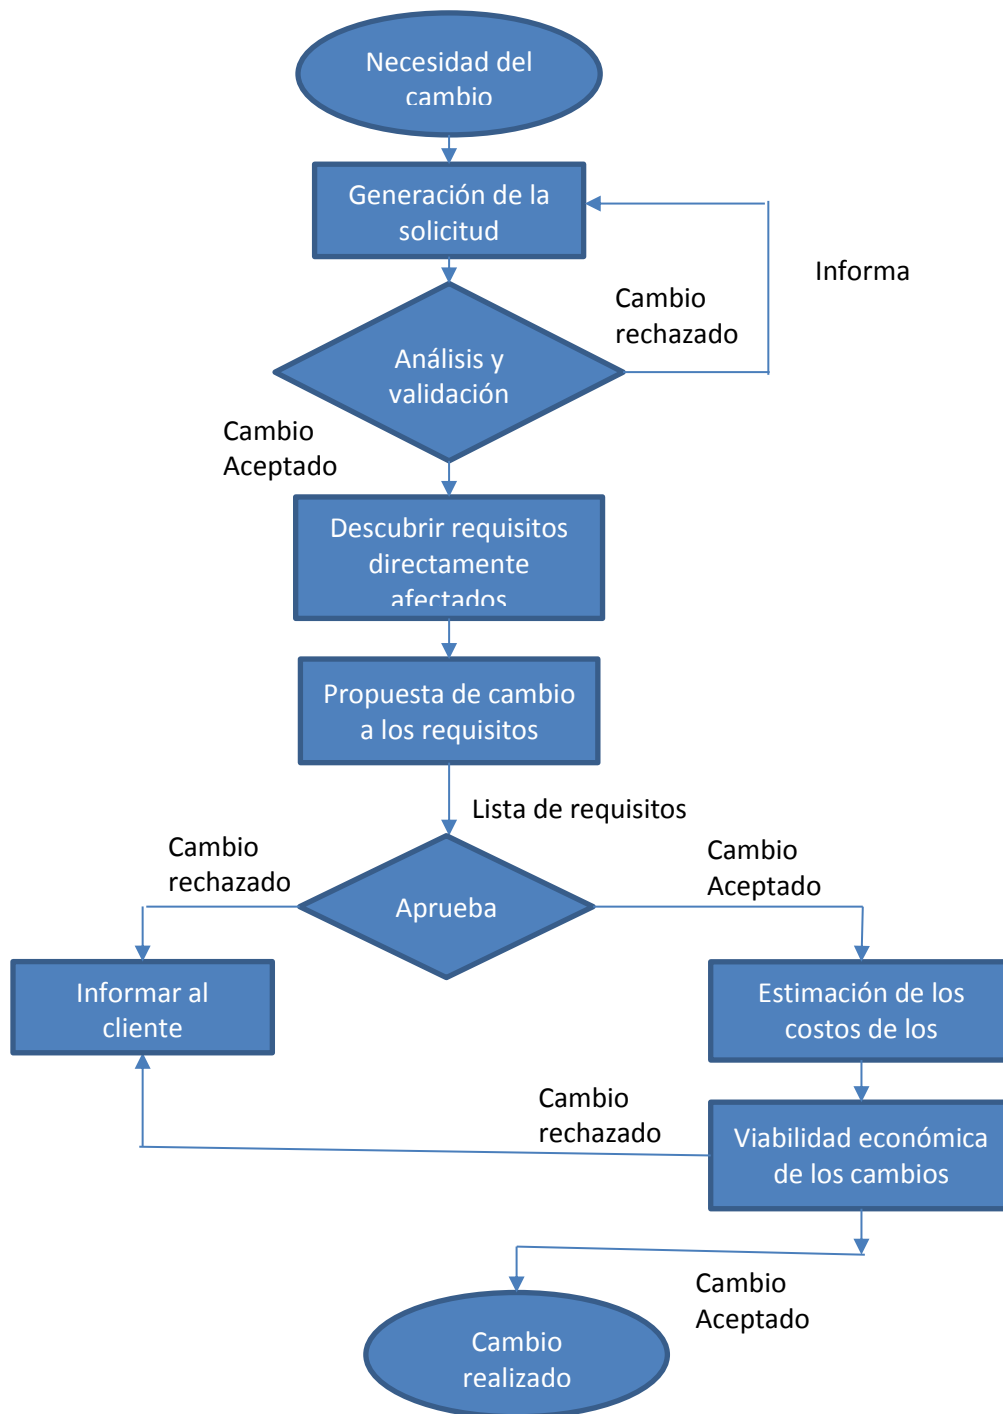 Necesidad del
cambio
Generación de la
solicitud
Informa
Cambio
rechazado
Análisis y
validación
Cambio
Aceptado
Descubrir requisitos
directamente
afectados
Propuesta de cambio
a los requisitos
Lista de requisitos
Cambio
rechazado
Cambio
Aceptado
Aprueba
Informar al
cliente
Estimación de los
costos de los
Cambio
rechazado
Viabilidad económica
de los cambios
Cambio
Aceptado
Cambio
realizado